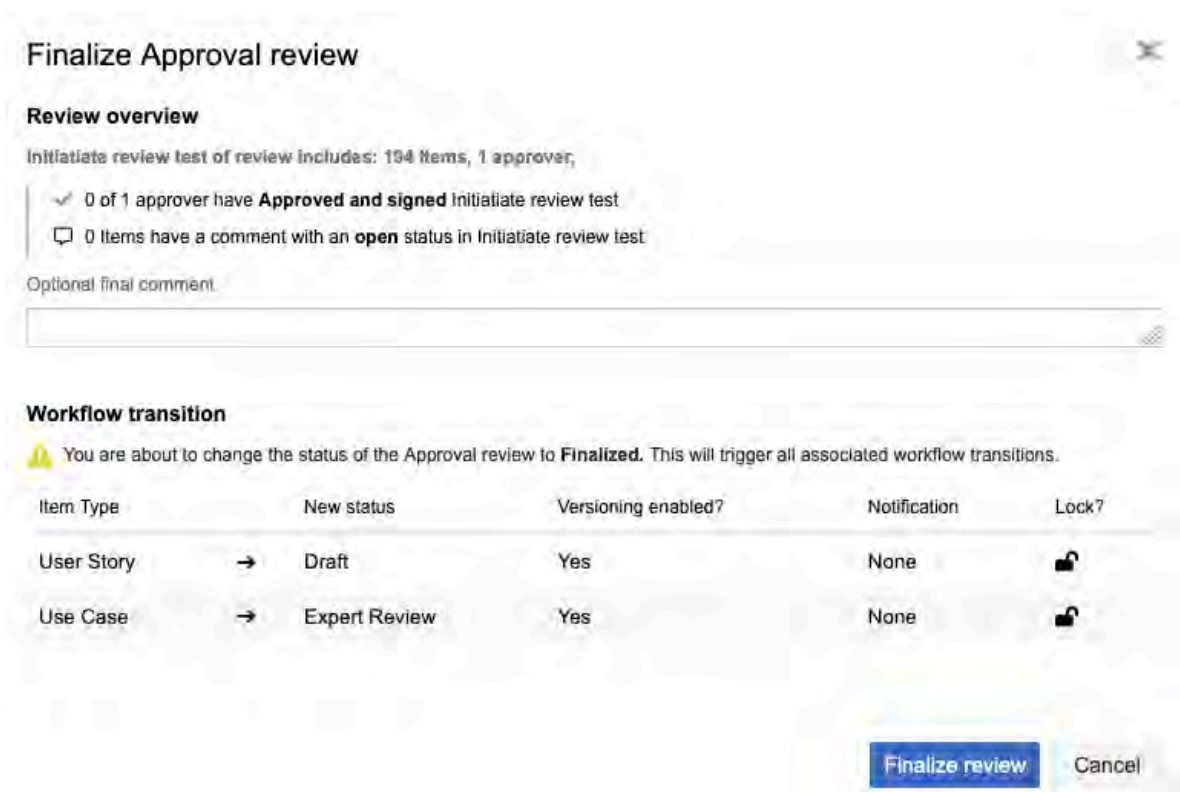 Finalize Approval review
Review overview
Initiatiate review test of review includes: 194 items, 1 approver,
0 of 1 approver have Approved and signed Initiatiate review test
0 Items have a comment with an open status in Initiatiate review test
Optional final comment
Workflow transition
You are about to change the status of the Approval review to Finalized. This will trigger all associated workflow transitions.
Item Type New status Versioning enabled? Notification Lock?
User Story → Draft Yes None
Use Case → Expert Review Yes None
Finalize review Cancel